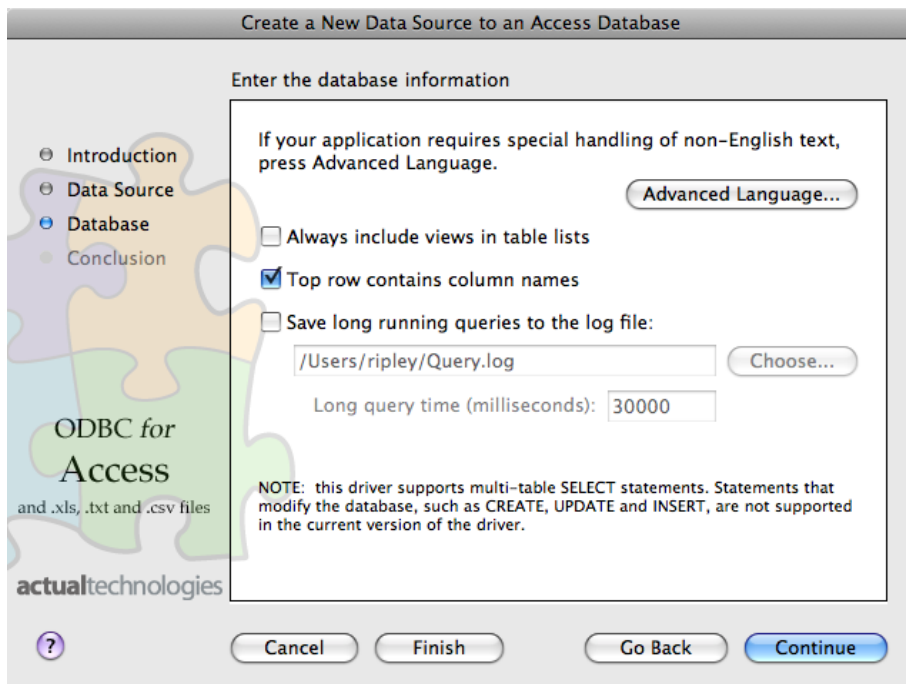 Create a New Data Source to an Access Database
Enter the database information
Introduction
Data Source
Database
Conclusion
ODBC for
Access
and .xls, .txt and .csv files
actualtechnologies
If your application requires special handling of non-English text,
press Advanced Language.
Advanced Language...
Always include views in table lists
Top row contains column names
Save long running queries to the log file:
/Users/ripley/Query.log
Choose...
Long query time (milliseconds): 30000
NOTE: this driver supports multi-table SELECT statements. Statements that
modify the database, such as CREATE, UPDATE and INSERT, are not supported
in the current version of the driver.
?
Cancel
Finish
Go Back
Continue